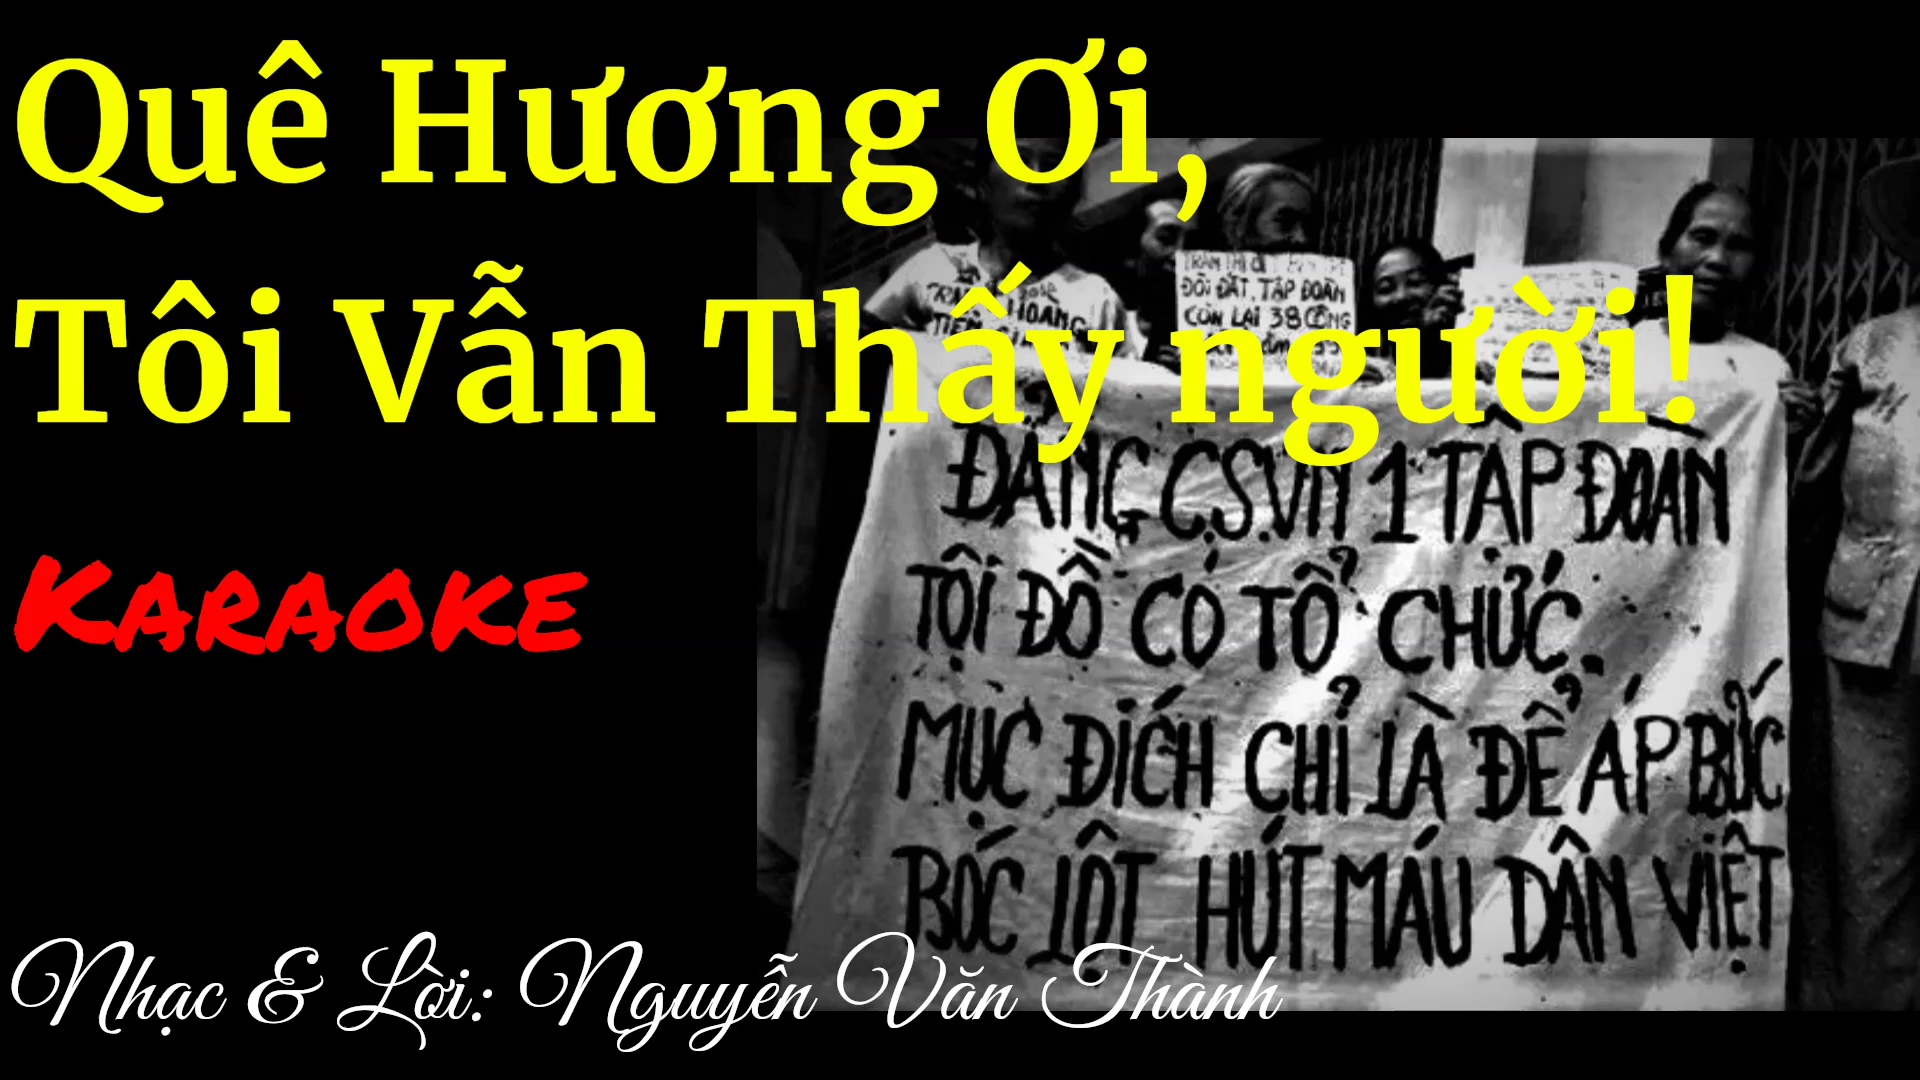 Quê Hương Ơi,
Tôi Vẫn Thấy người!
KARAOKE
ĐỔI ĐẤT, TẬP ĐOÀN
CÒN LẠI 38 CÔNG
ĐẢNG C.S.VN 1 TẬP ĐOÀN
TỘI ĐỒ CÓ TỔ CHỨC.
MỤC ĐÍCH CHỈ LÀ ĐỂ ÁP BỨC
BÓC LỘT HÚT MÁU DÂN VIỆT
Nhạc & Lời: Nguyễn Văn Thành